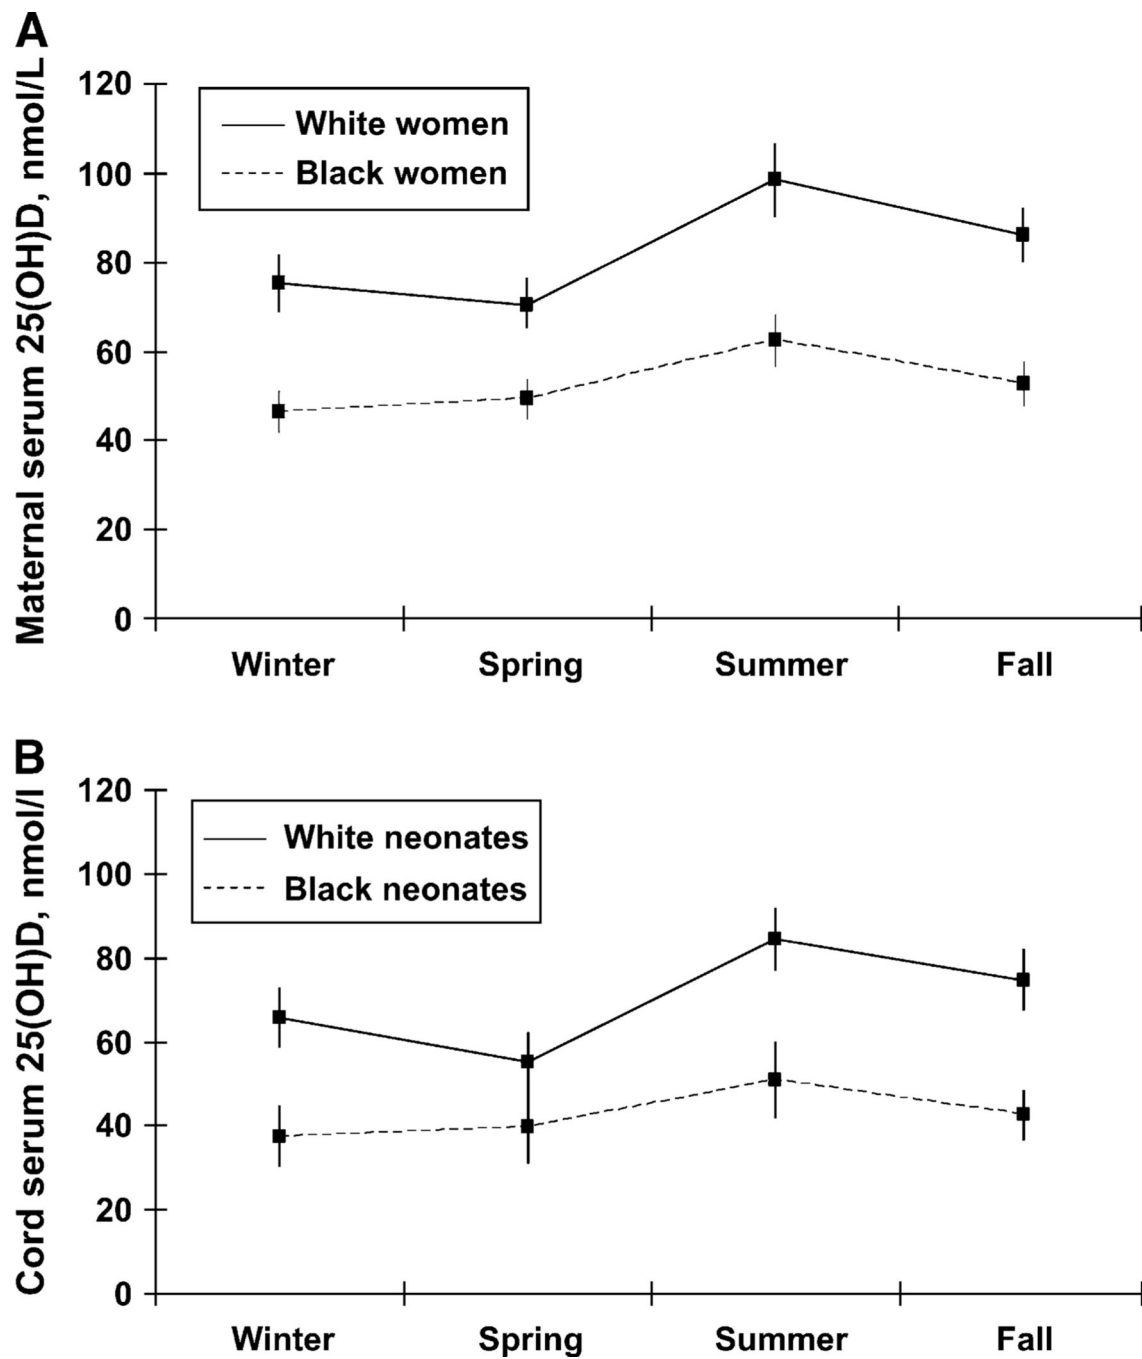 A
Maternal serum 25(OH)D, nmol/L
120
100
80
60
40
20
0
White women
Black women
Winter Spring Summer Fall
B
Cord serum 25(OH)D, nmol/l
120
100
80
60
40
20
0
White neonates
Black neonates
Winter Spring Summer Fall